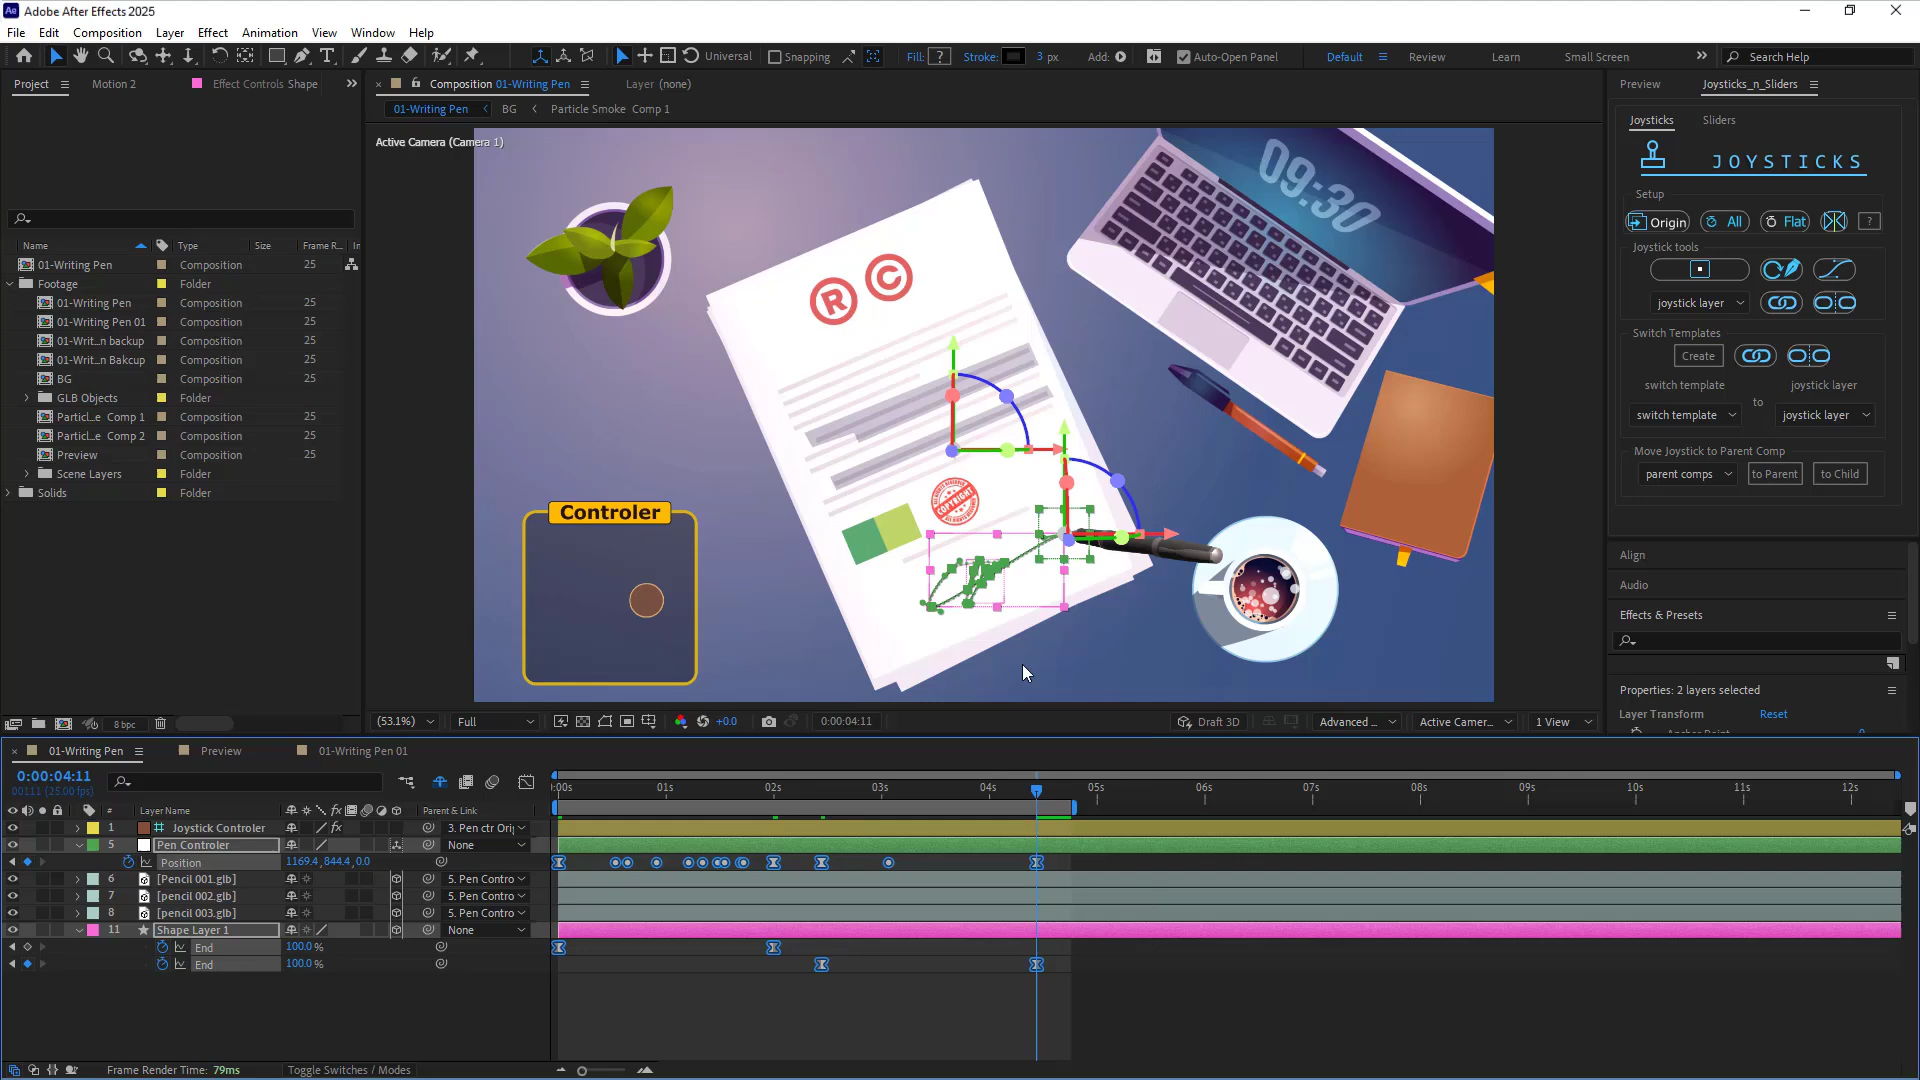 Ae Adobe After Effects 2025
File Edit Composition Layer Effect Animation View Window Help
Universal Snapping Fill: ? Stroke: 3 px Add: Auto-Open Panel Default Review Learn Small Screen Search Help
Project Motion 2 Effect Controls Shape
Composition 01-Writing Pen Layer (none)
Preview Joysticks_n_Sliders
01-Writing Pen BG Particle Smoke Comp 1
Joysticks Sliders
Active Camera (Camera 1)
JOYSTICKS
Setup
Origin All Flat ?
Joystick tools
joystick layer
Switch Templates
Create
switch template joystick layer
to
switch template joystick layer
Move Joystick to Parent Comp
parent comps to Parent to Child
Align
Audio
Effects & Presets
Properties: 2 layers selected
Layer Transform Reset
Name Type Size Frame R... In
01-Writing Pen Composition 25
Footage Folder
01-Writing Pen Composition 25
01-Writing Pen 01 Composition 25
01-Writ...n backup Composition 25
01-Writ...n Bakcup Composition 25
BG Composition 25
GLB Objects Folder
Particl...e Comp 1 Composition 25
Particl...e Comp 2 Composition 25
Preview Composition 25
Scene Layers Folder
Solids Folder
09:30
R C
COPYRIGHT
Controler
8 bpc
(53.1%) Full +0.0 0:00:04:11 Draft 3D Advanced ... Active Camer... 1 View
01-Writing Pen Preview 01-Writing Pen 01
0:00:04:11
00111 (25.00 fps)
:00s 01s 02s 03s 04s 05s 06s 07s 08s 09s 10s 11s 12s
# Layer Name fx Parent & Link
1 Joystick Controler fx 3. Pen ctr Orig
5 Pen Controler None
Position 1169.4,844.4,0.0
6 [Pencil 001.glb] 5. Pen Contro
7 [pencil 002.glb] 5. Pen Contro
8 [pencil 003.glb] 5. Pen Contro
11 Shape Layer 1 None
End 100.0 %
End 100.0 %
Frame Render Time: 79ms Toggle Switches / Modes